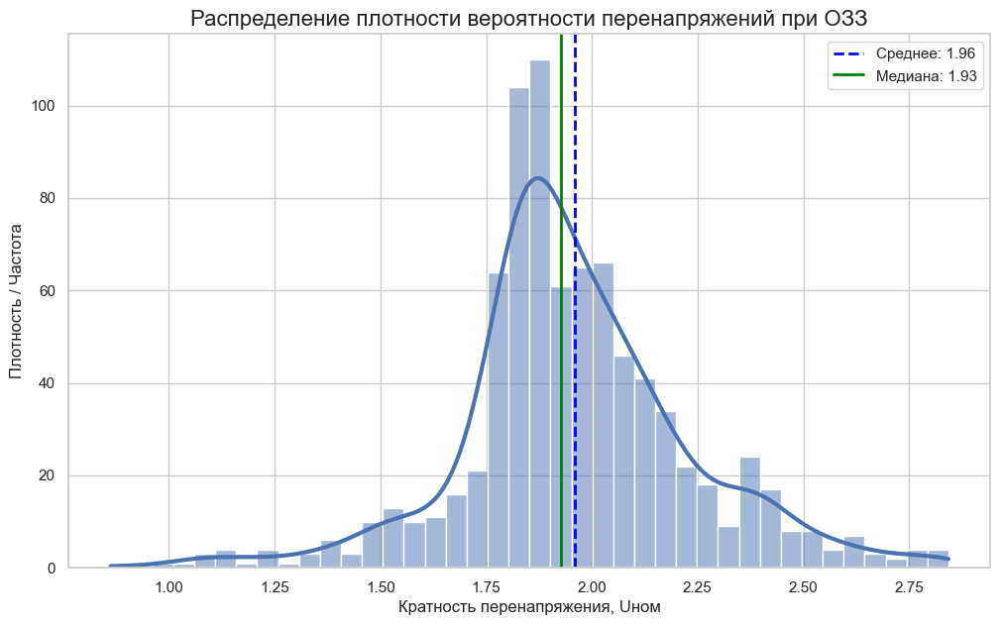 Распределение плотности вероятности перенапряжений при ОЗЗ
Среднее: 1.96
Медиана: 1.93
Плотность / Частота
100
80
60
40
20
0
1.00 1.25 1.50 1.75 2.00 2.25 2.50 2.75
Кратность перенапряжения, Uном